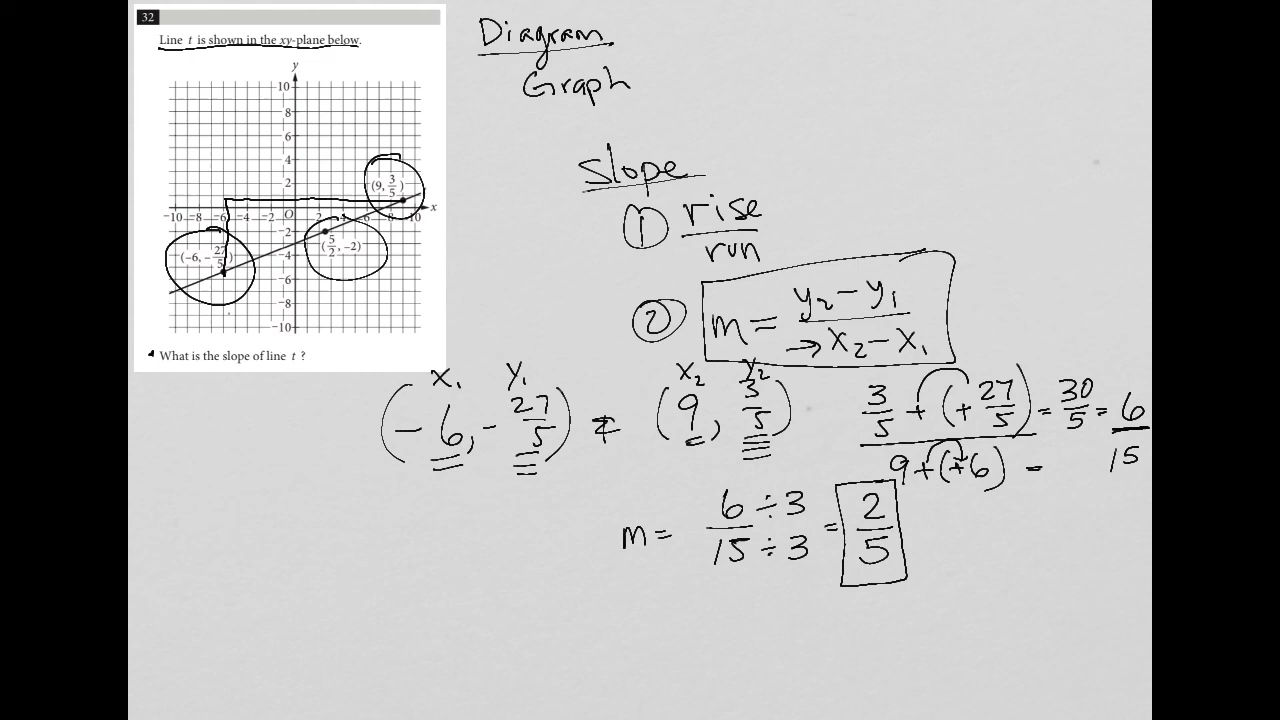 32
Line t is shown in the xy-plane below.
y
10
8
6
4
2
(9, 3/5)
-10 -8 -6 -4 -2 O 2 4 6 8 10 x
-2
(5/2, -2)
(-6, -27/5)
-4
-6
-8
-10
What is the slope of line t ?
Diagram
Graph
Slope
① rise/run
② m = y₂ - y₁ / → x₂ - x₁
x₁ y₁ x₂ y₂
(-6, -27/5) & (9, 3/5)
3/5 + (+27/5) = 30/5 = 6
9 + (+6) = 15
m = 6 ÷ 3 / 15 ÷ 3 = 2/5